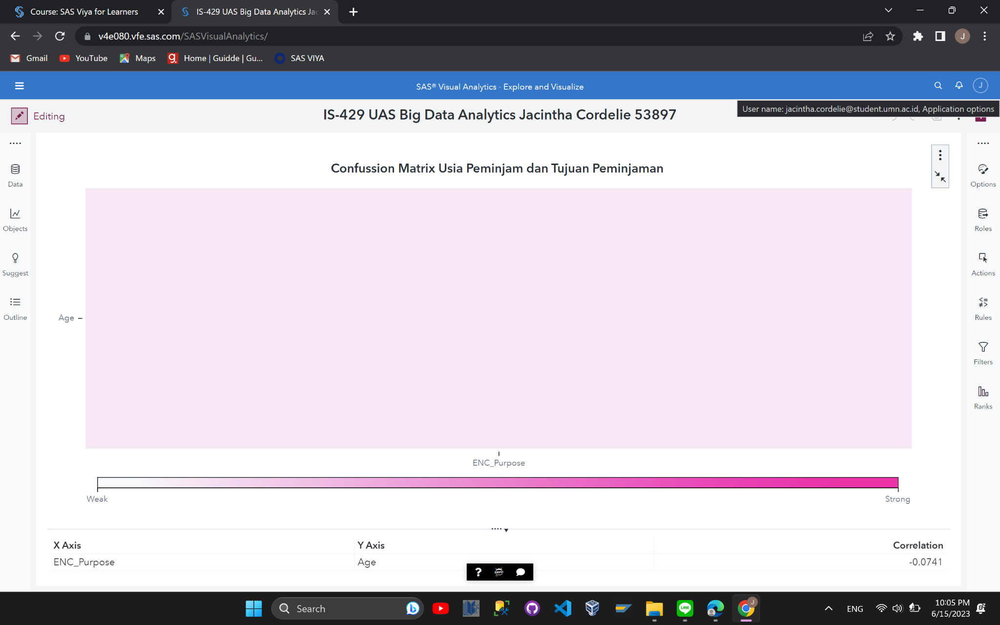 Course: SAS Viya for Learners
IS-429 UAS Big Data Analytics Jac
v4e080.vfe.sas.com/SASVisualAnalytics/
J
Gmail
YouTube
Maps
Home | Guidde | Gu...
SAS VIYA
SAS® Visual Analytics - Explore and Visualize
J
Editing
IS-429 UAS Big Data Analytics Jacintha Cordelie 53897
User name: jacintha.cordelie@student.umn.ac.id, Application options
Data
Objects
Suggest
Outline
Confussion Matrix Usia Peminjam dan Tujuan Peminjaman
Age
ENC_Purpose
Weak
Strong
X Axis
Y Axis
Correlation
ENC_Purpose
Age
-0.0741
Options
Roles
Actions
Rules
Filters
Ranks
?
jupyter
Search
LINE
J
ENG
10:05 PM
6/15/2023